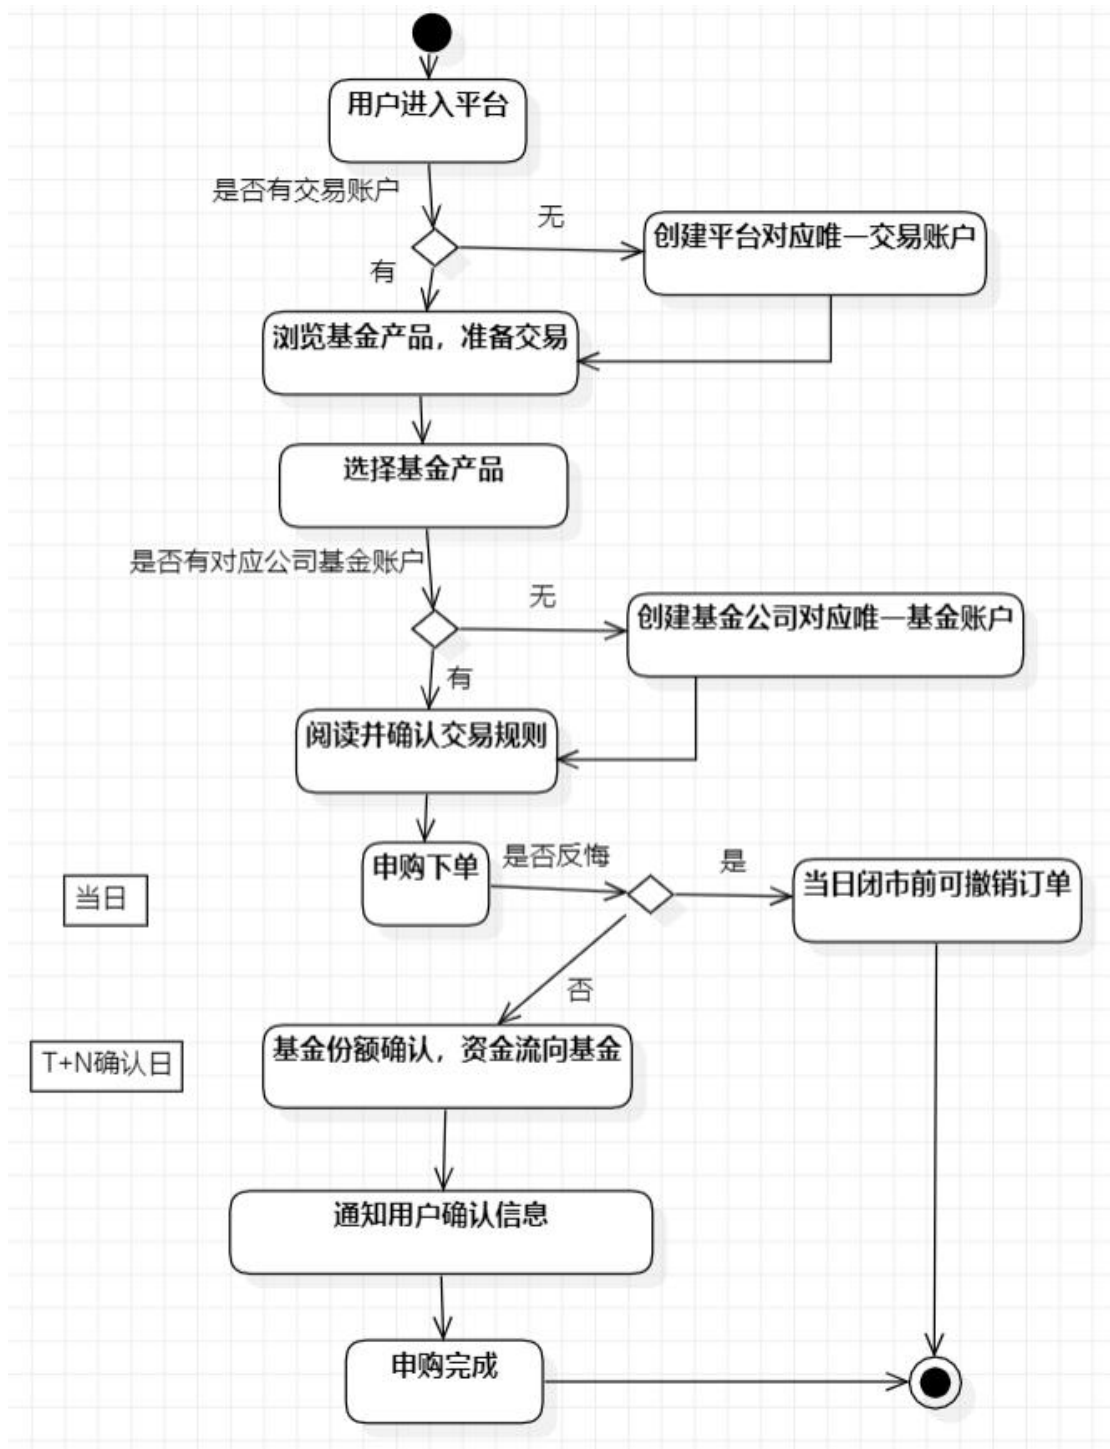 用户进入平台
是否有交易账户
无
创建平台对应唯一交易账户
有
浏览基金产品，准备交易
选择基金产品
是否有对应公司基金账户
无
创建基金公司对应唯一基金账户
有
阅读并确认交易规则
当日
申购下单
是否反悔
是
当日闭市前可撤销订单
否
T+N确认日
基金份额确认，资金流向基金
通知用户确认信息
申购完成